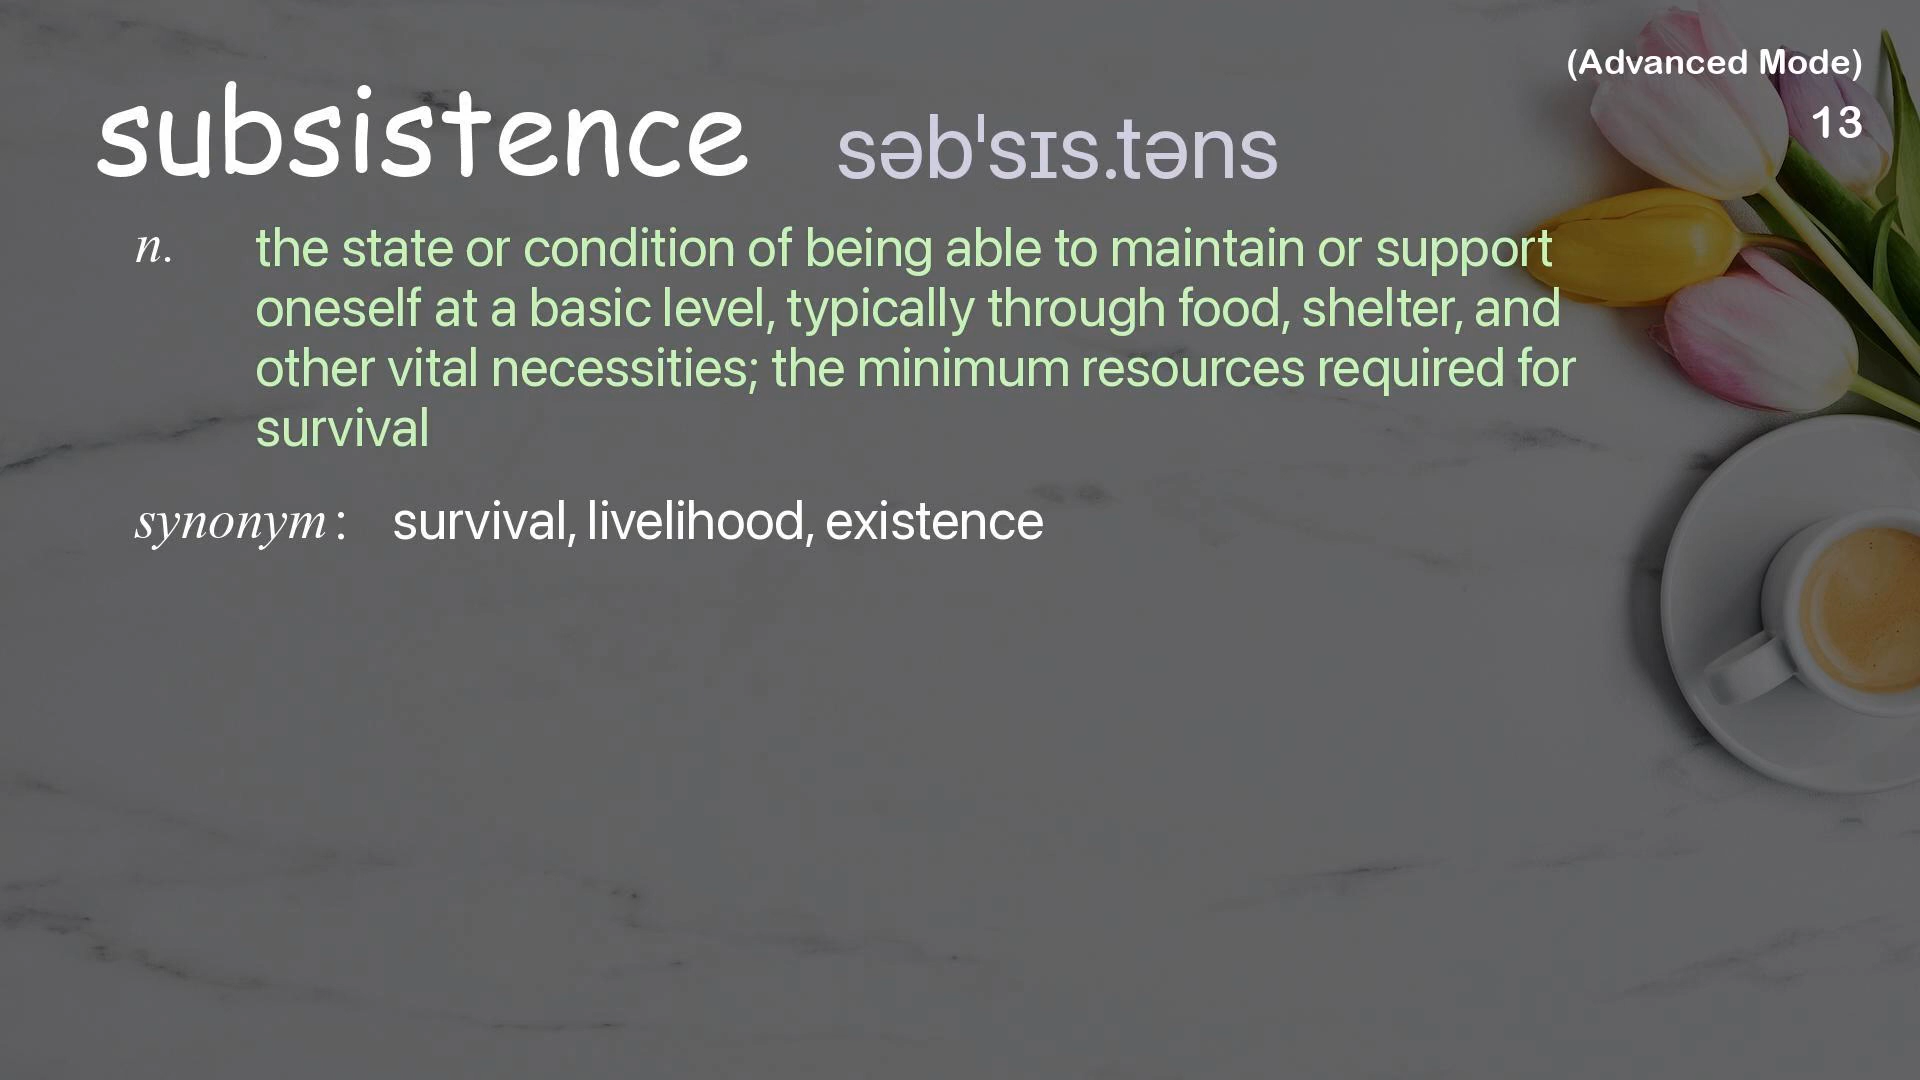 (Advanced Mode)
13
subsistence səbˈsɪs.təns
n. the state or condition of being able to maintain or support
oneself at a basic level, typically through food, shelter, and
other vital necessities; the minimum resources required for
survival
synonym: survival, livelihood, existence